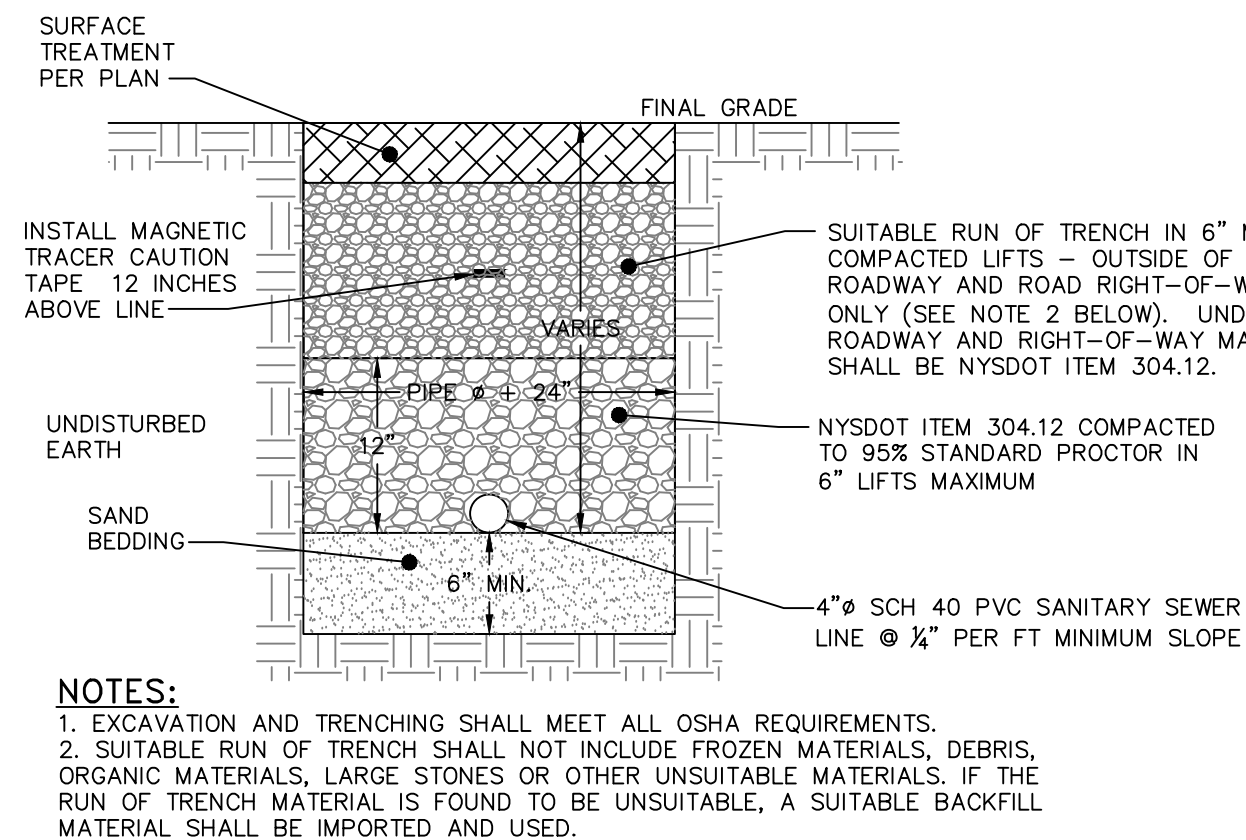 SURFACE
TREATMENT
PER PLAN
FINAL GRADE
INSTALL MAGNETIC
TRACER CAUTION
TAPE 12 INCHES
ABOVE LINE
SUITABLE RUN OF TRENCH IN 6”
COMPACTED LIFTS – OUTSIDE OF
ROADWAY AND ROAD
ONLY (SEE NOTE 2 BELOW).
ROADWAY AND RIGHT–OF–WAY
SHALL BE NYSDOT ITEM 304.12.
VARIES
PIPE ø + 24”
12”
UNDISTURBED
EARTH
NYSDOT ITEM 304.12 COMPACTED
TO 95% STANDARD PROCTOR IN
6” LIFTS MAXIMUM
SAND
BEDDING
6” MIN.
4”ø SCH 40 PVC SANITARY SEWER
LINE @ ¼” PER FT MINIMUM SLOPE
NOTES:
1. EXCAVATION AND TRENCHING SHALL MEET ALL OSHA REQUIREMENTS.
2. SUITABLE RUN OF TRENCH SHALL NOT INCLUDE FROZEN MATERIALS, DEBRIS,
ORGANIC MATERIALS, LARGE STONES OR OTHER UNSUITABLE MATERIALS. IF THE
RUN OF TRENCH MATERIAL IS FOUND TO BE UNSUITABLE, A SUITABLE BACKFILL
MATERIAL SHALL BE IMPORTED AND USED.